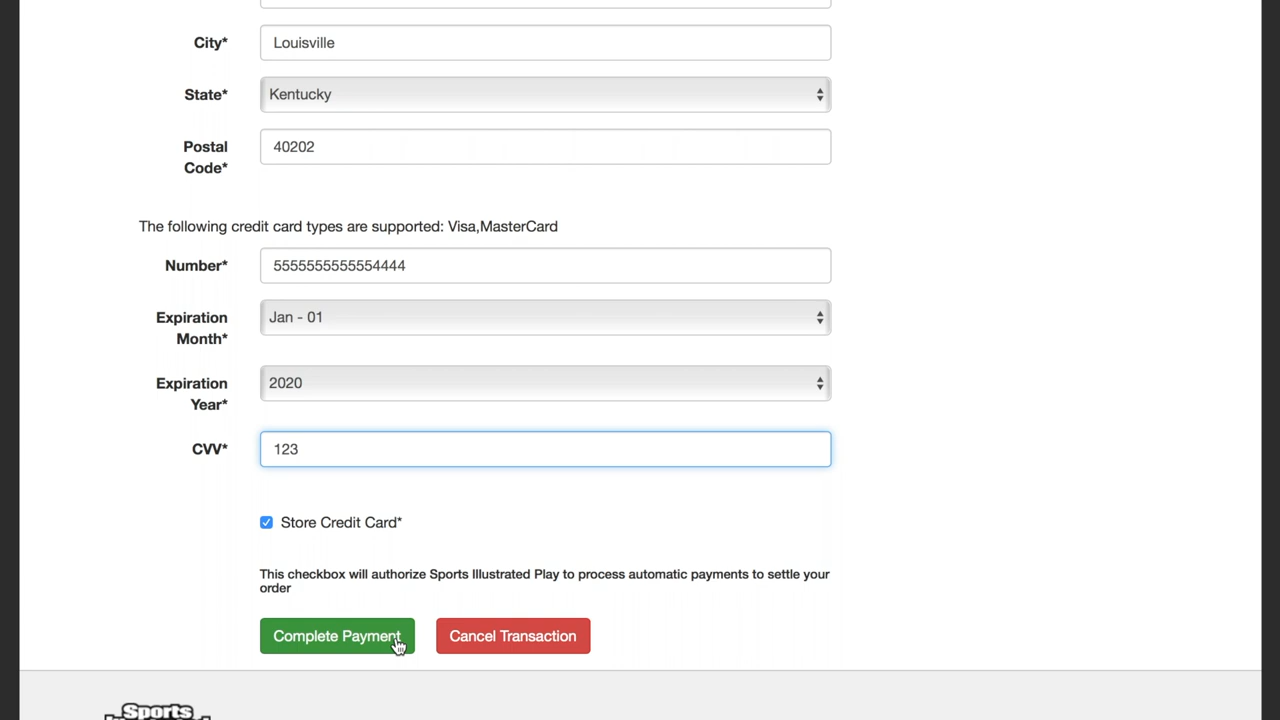 City*
Louisville
State*
Kentucky
Postal
Code*
40202
The following credit card types are supported: Visa,MasterCard
Number*
5555555555554444
Expiration
Month*
Jan - 01
Expiration
Year*
2020
CVV*
123
Store Credit Card*
This checkbox will authorize Sports Illustrated Play to process automatic payments to settle your
order
Complete Payment
Cancel Transaction
Sports